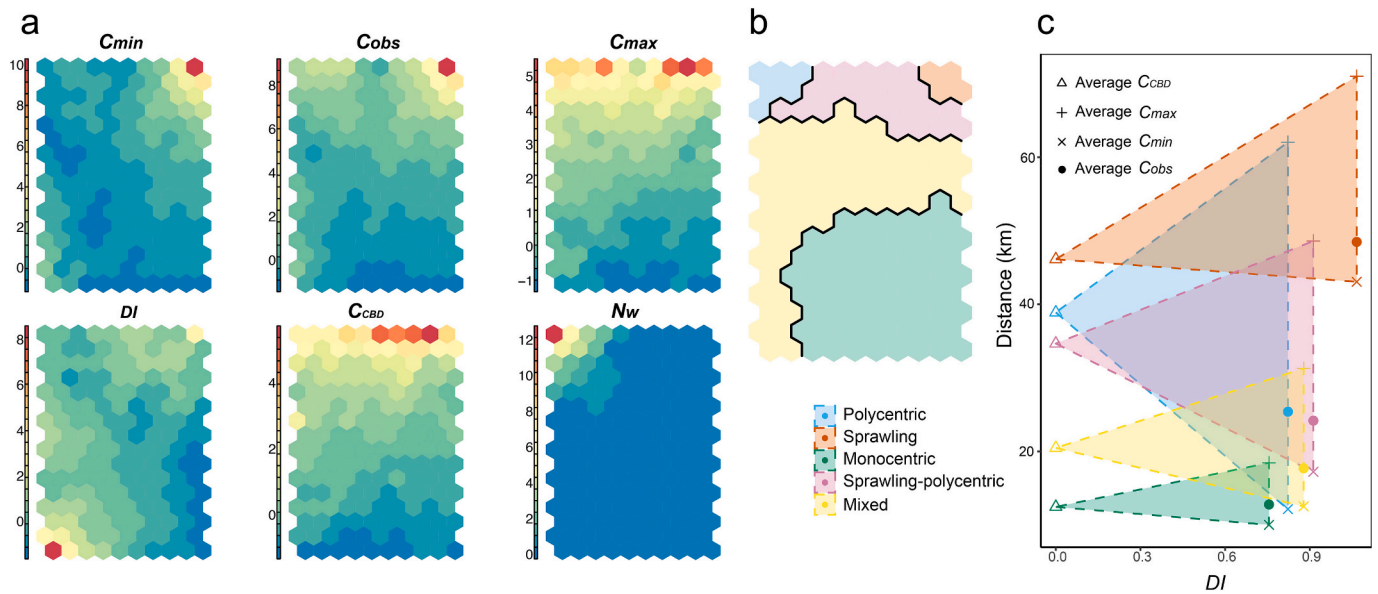 a
Cmin
10
8
6
4
2
0
Cobs
8
6
4
2
0
Cmax
5
4
3
2
1
0
−1
DI
8
6
4
2
0
CCBD
4
2
0
Nw
12
10
8
6
4
2
0
b
Polycentric
Sprawling
Monocentric
Sprawling-polycentric
Mixed
c
Average CCBD
Average Cmax
Average Cmin
Average Cobs
Distance (km)
60
40
20
0.0 0.3 0.6 0.9
DI